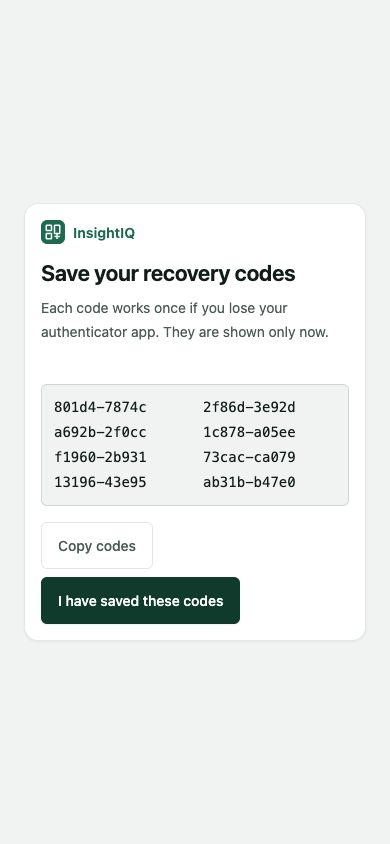 InsightIQ
Save your recovery codes
Each code works once if you lose your
authenticator app. They are shown only now.
801d4-7874c 2f86d-3e92d
a692b-2f0cc 1c878-a05ee
f1960-2b931 73cac-ca079
13196-43e95 ab31b-b47e0
Copy codes
I have saved these codes